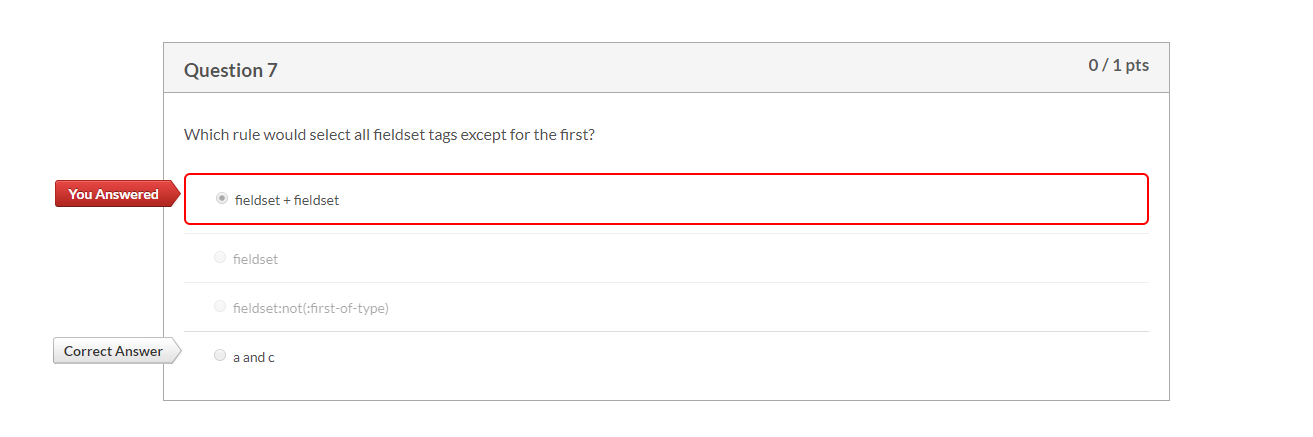 Question 7
0 / 1 pts
Which rule would select all fieldset tags except for the first?
You Answered
fieldset + fieldset
fieldset
fieldset:not(:first-of-type)
Correct Answer
a and c